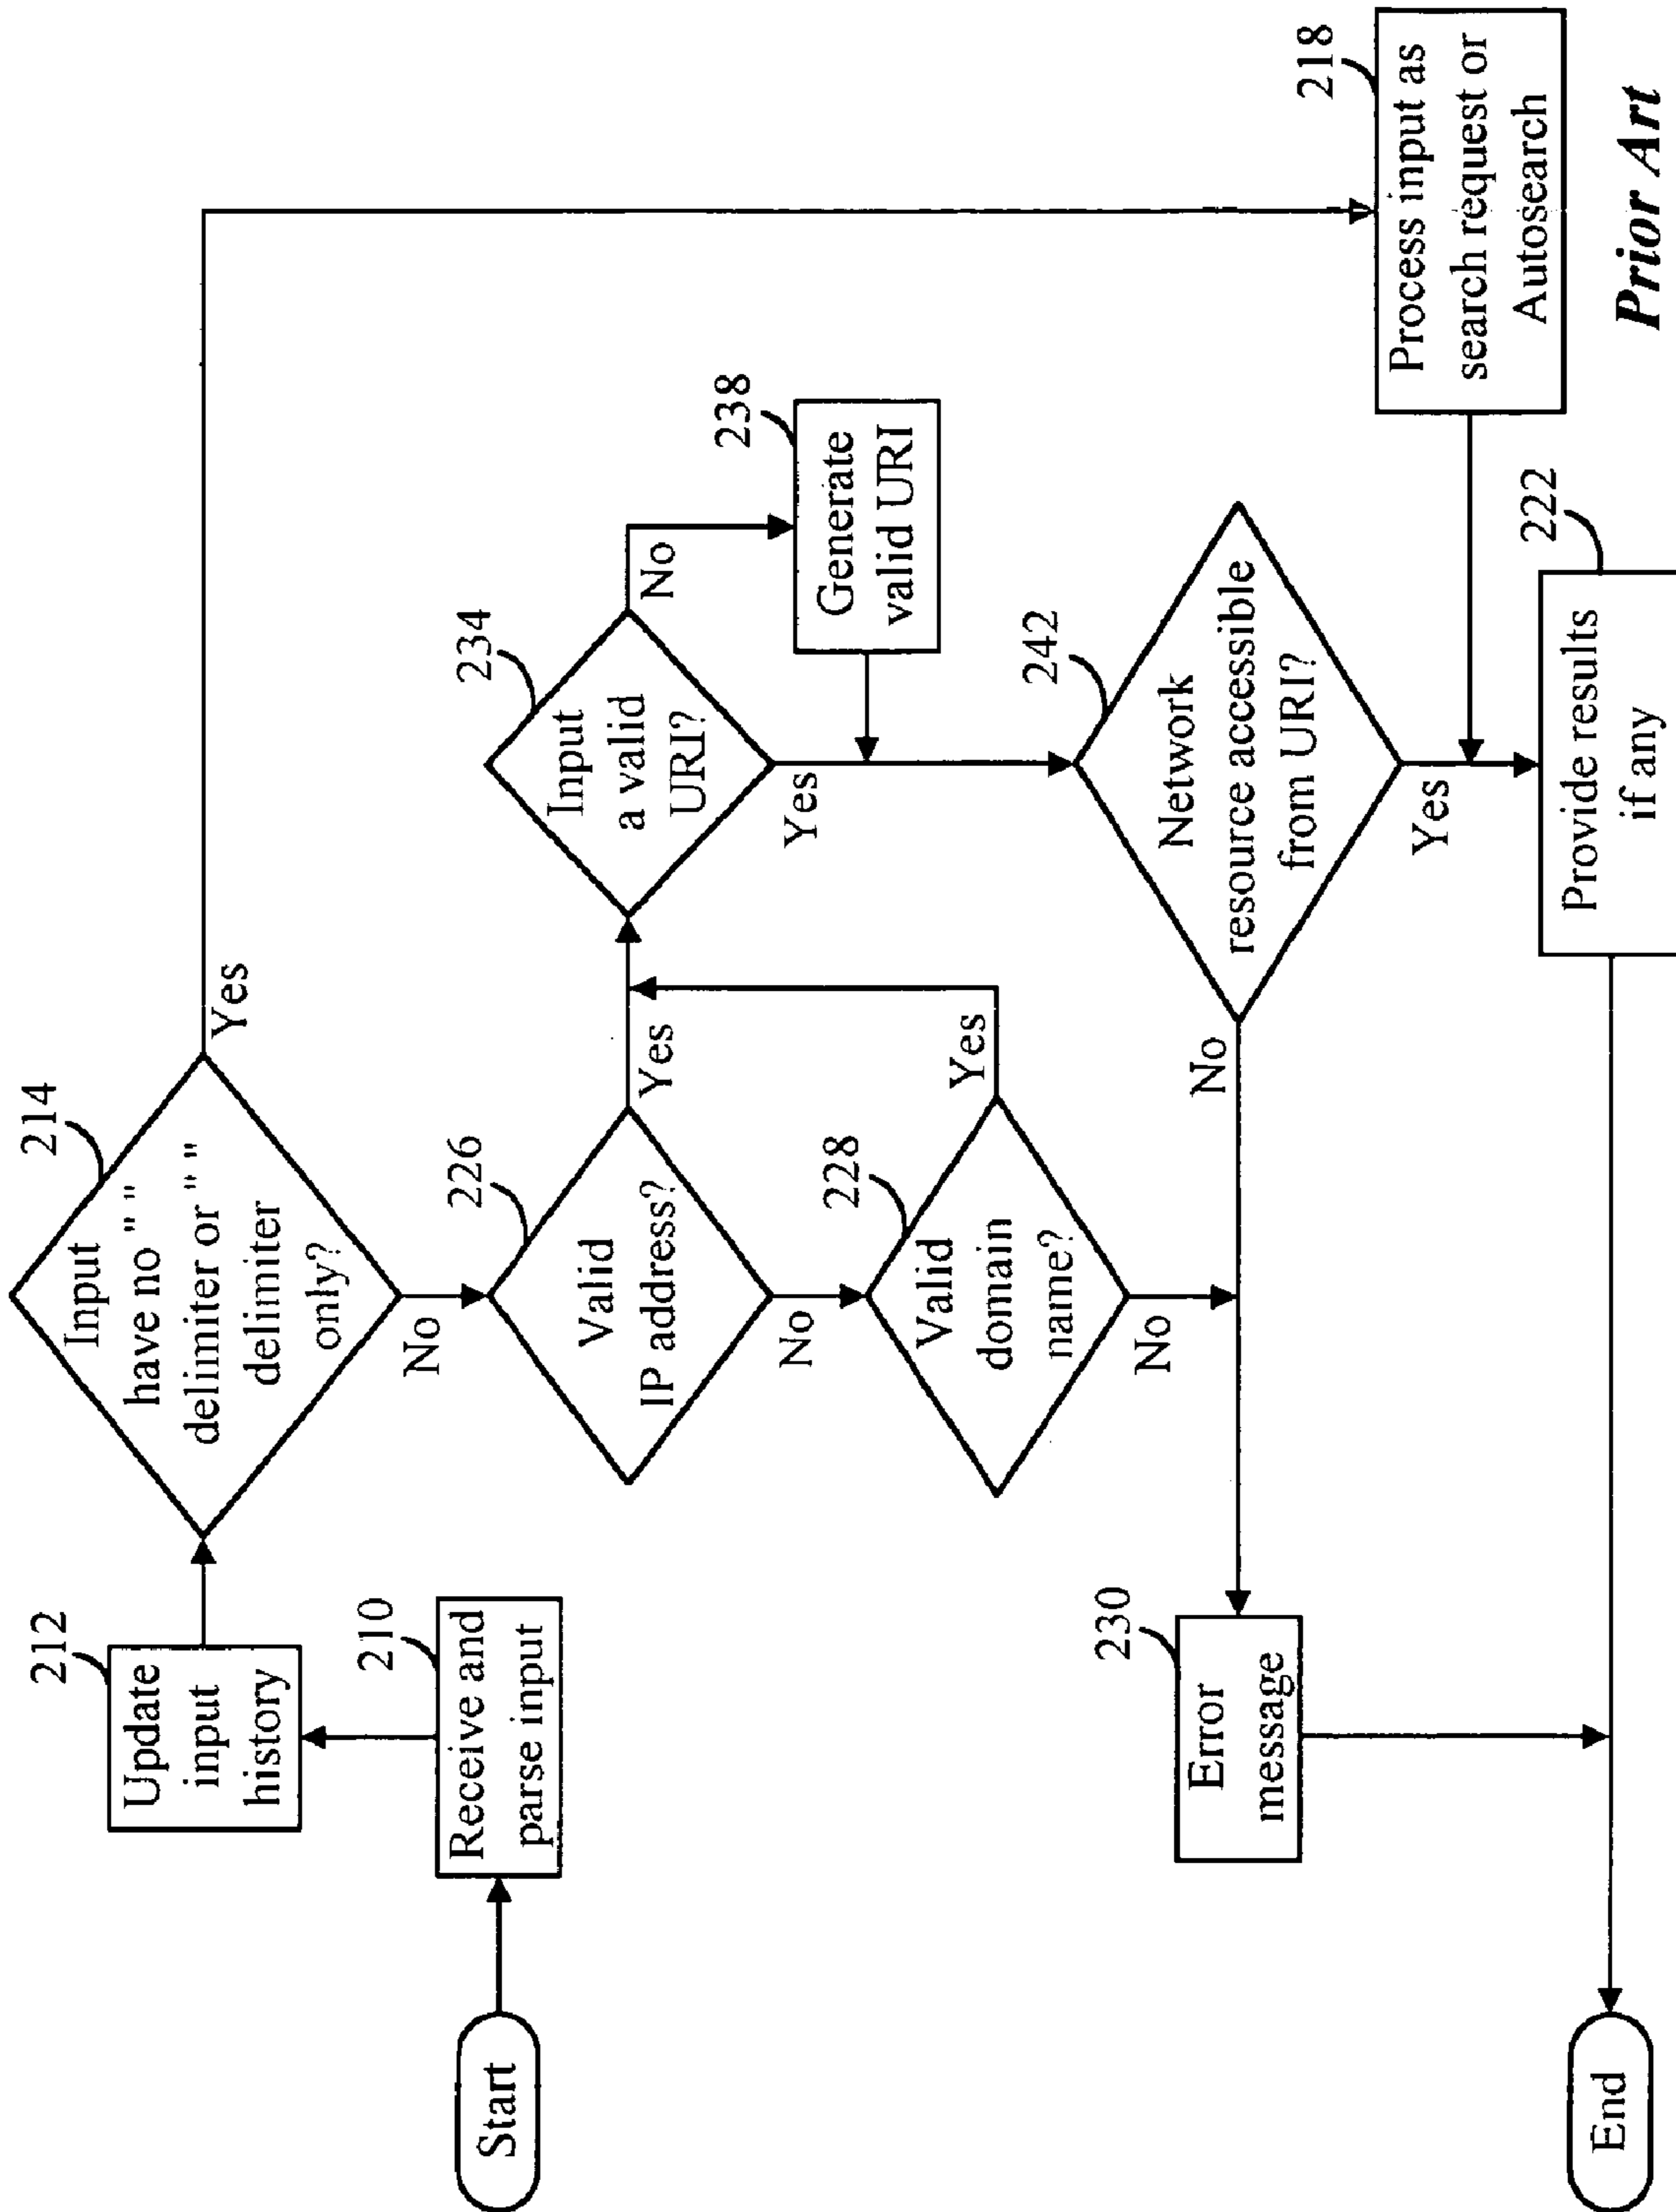 Start
210
Receive and
parse input
212
Update
input
history
214
Input
have no " "
delimiter or " "
delimiter
only?
Yes
No
226
Valid
IP address?
Yes
No
228
Valid
domain
name?
Yes
No
230
Error
message
234
Input
a valid
URI?
No
Yes
238
Generate
valid URI
242
Network
resource accessible
from URI?
No
Yes
218
Process input as
search request or
Autosearch
222
Provide results
if any
End
Prior Art